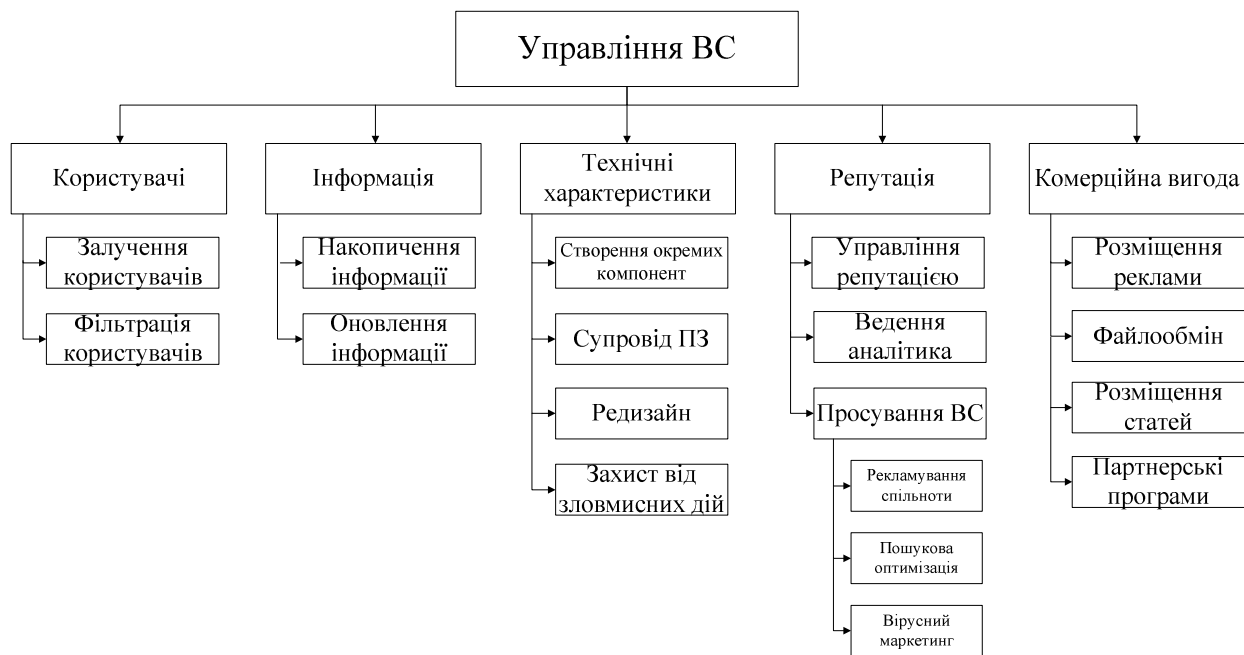 Управління ВС
Користувачі
Залучення
користувачів
Фільтрація
користувачів
Інформація
Накопичення
інформації
Оновлення
інформації
Технічні
характеристики
Створення окремих
компонент
Супровід ПЗ
Редизайн
Захист від
зловмисних дій
Репутація
Управління
репутацією
Ведення
аналітика
Просування ВС
Рекламування
спільноти
Пошукова
оптимізація
Вірусний
маркетинг
Комерційна вигода
Розміщення
реклами
Файлообмін
Розміщення
статей
Партнерські
програми